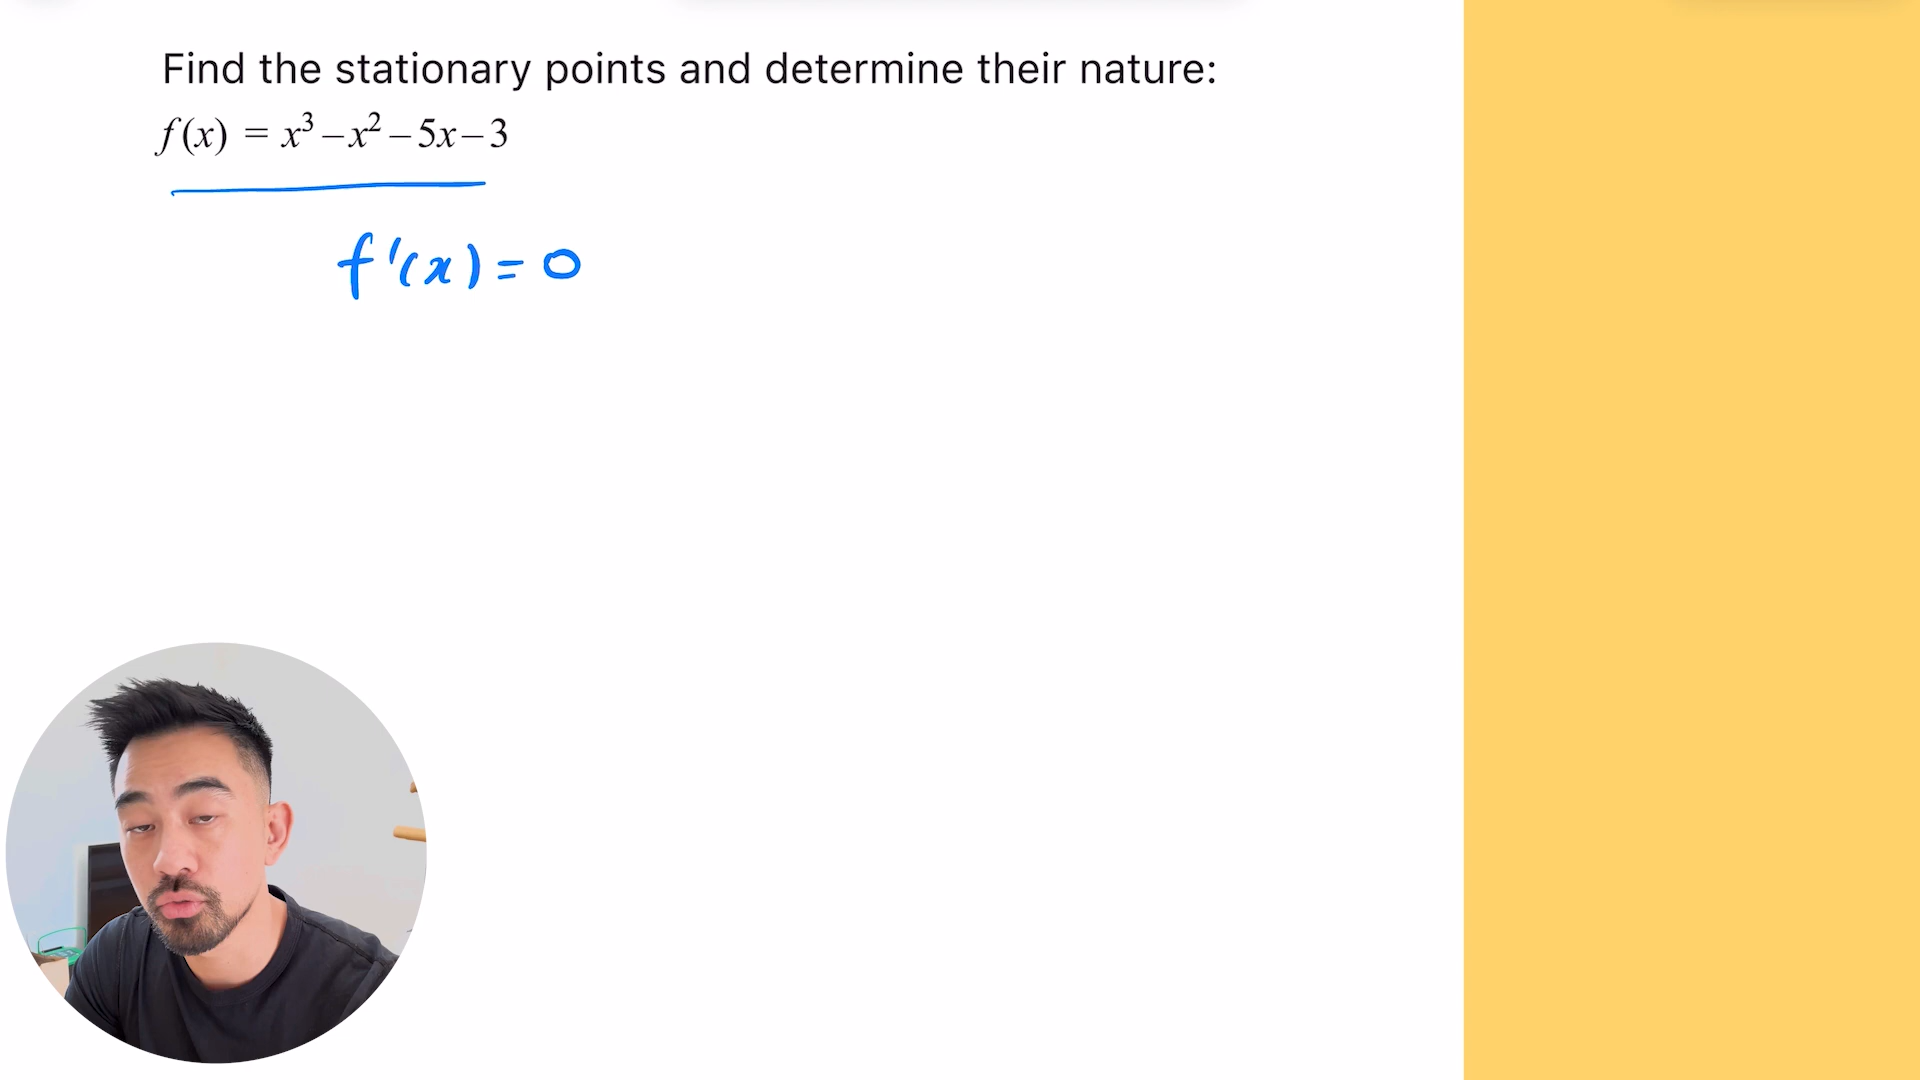 Find the stationary points and determine their nature:
f(x) = x³ – x² – 5x – 3
f'(x) = 0